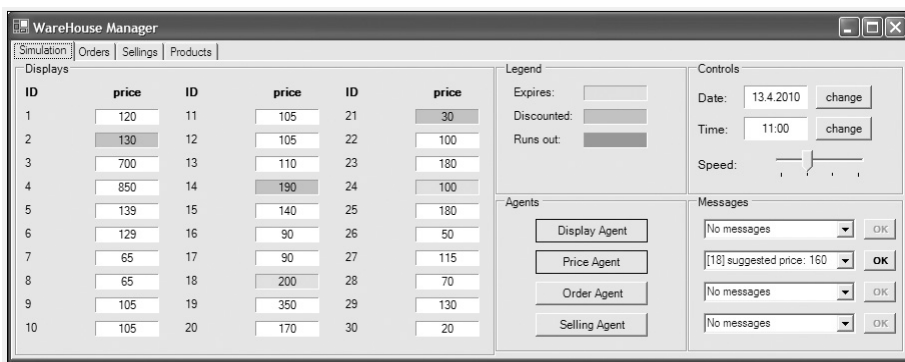 WareHouse Manager
Simulation Orders Sellings Products
Displays
ID price ID price ID price
1 120 11 105 21 30
2 130 12 105 22 100
3 700 13 110 23 180
4 850 14 190 24 100
5 139 15 140 25 180
6 129 16 90 26 50
7 65 17 90 27 115
8 65 18 200 28 70
9 105 19 350 29 130
10 105 20 170 30 20
Legend
Expires:
Discounted:
Runs out:
Controls
Date: 13.4.2010 change
Time: 11:00 change
Speed:
Agents
Display Agent
Price Agent
Order Agent
Selling Agent
Messages
No messages OK
[18] suggested price: 160 OK
No messages OK
No messages OK